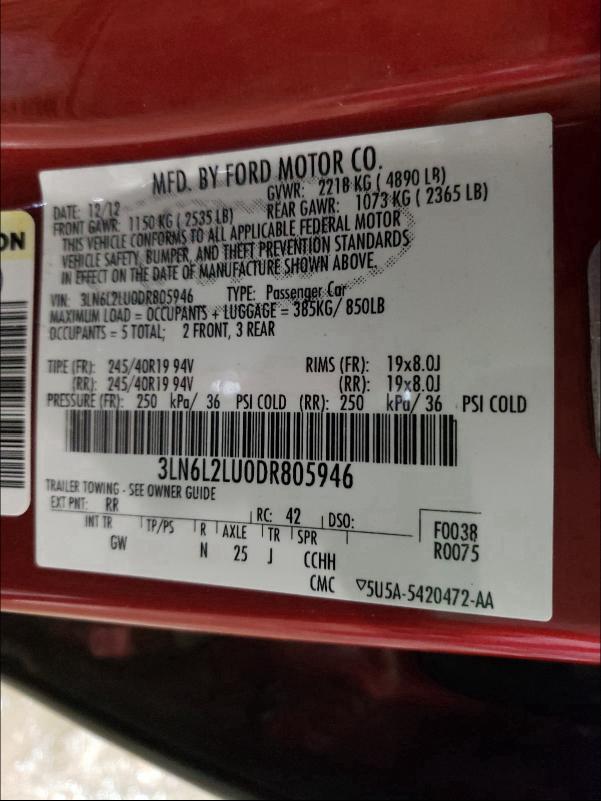 MFD. BY FORD MOTOR CO.
DATE: 12/12 GVWR: 2218 KG ( 4890 LB)
FRONT GAWR: 1150 KG ( 2535 LB) REAR GAWR: 1073 KG ( 2365 LB)
THIS VEHICLE CONFORMS TO ALL APPLICABLE FEDERAL MOTOR
VEHICLE SAFETY, BUMPER, AND THEFT PREVENTION STANDARDS
IN EFFECT ON THE DATE OF MANUFACTURE SHOWN ABOVE.
VIN: 3LN6L2LU0DR805946 TYPE: Passenger Car
MAXIMUM LOAD = OCCUPANTS + LUGGAGE = 385KG/ 850LB
OCCUPANTS = 5 TOTAL; 2 FRONT, 3 REAR
TIPE (FR): 245/40R19 94V RIMS (FR): 19x8.0J
(RR): 245/40R19 94V (RR): 19x8.0J
PRESSURE (FR): 250 kPa/ 36 PSI COLD (RR): 250 kPa/ 36 PSI COLD
3LN6L2LU0DR805946
TRAILER TOWING - SEE OWNER GUIDE
EXT PNT: RR RC: 42 DSO:
INT TR TP/PS R AXLE TR SPR
GW N 25 J CCHH
CMC
F0038
R0075
▽5U5A-5420472-AA
ON